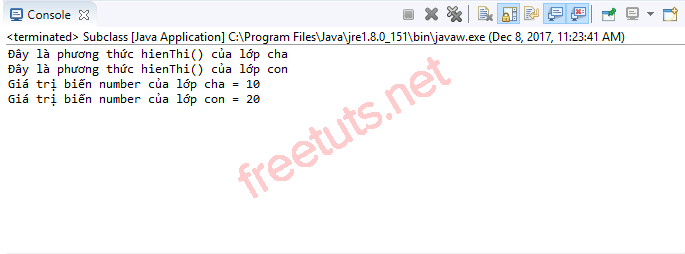 Console
<terminated> Subclass [Java Application] C:\Program Files\Java\jre1.8.0_151\bin\javaw.exe (Dec 8, 2017, 11:23:41 AM)
Đây là phương thức hienThi() của lớp cha
Đây là phương thức hienThi() của lớp con
Giá trị biến number của lớp cha = 10
Giá trị biến number của lớp con = 20
freetuts.net